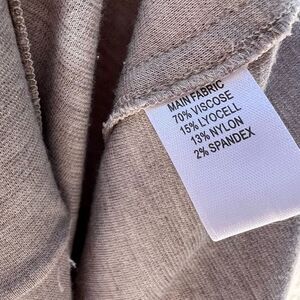 MAIN FABRIC
70% VISCOSE
15% LYOCELL
13% NYLON
2% SPANDEX